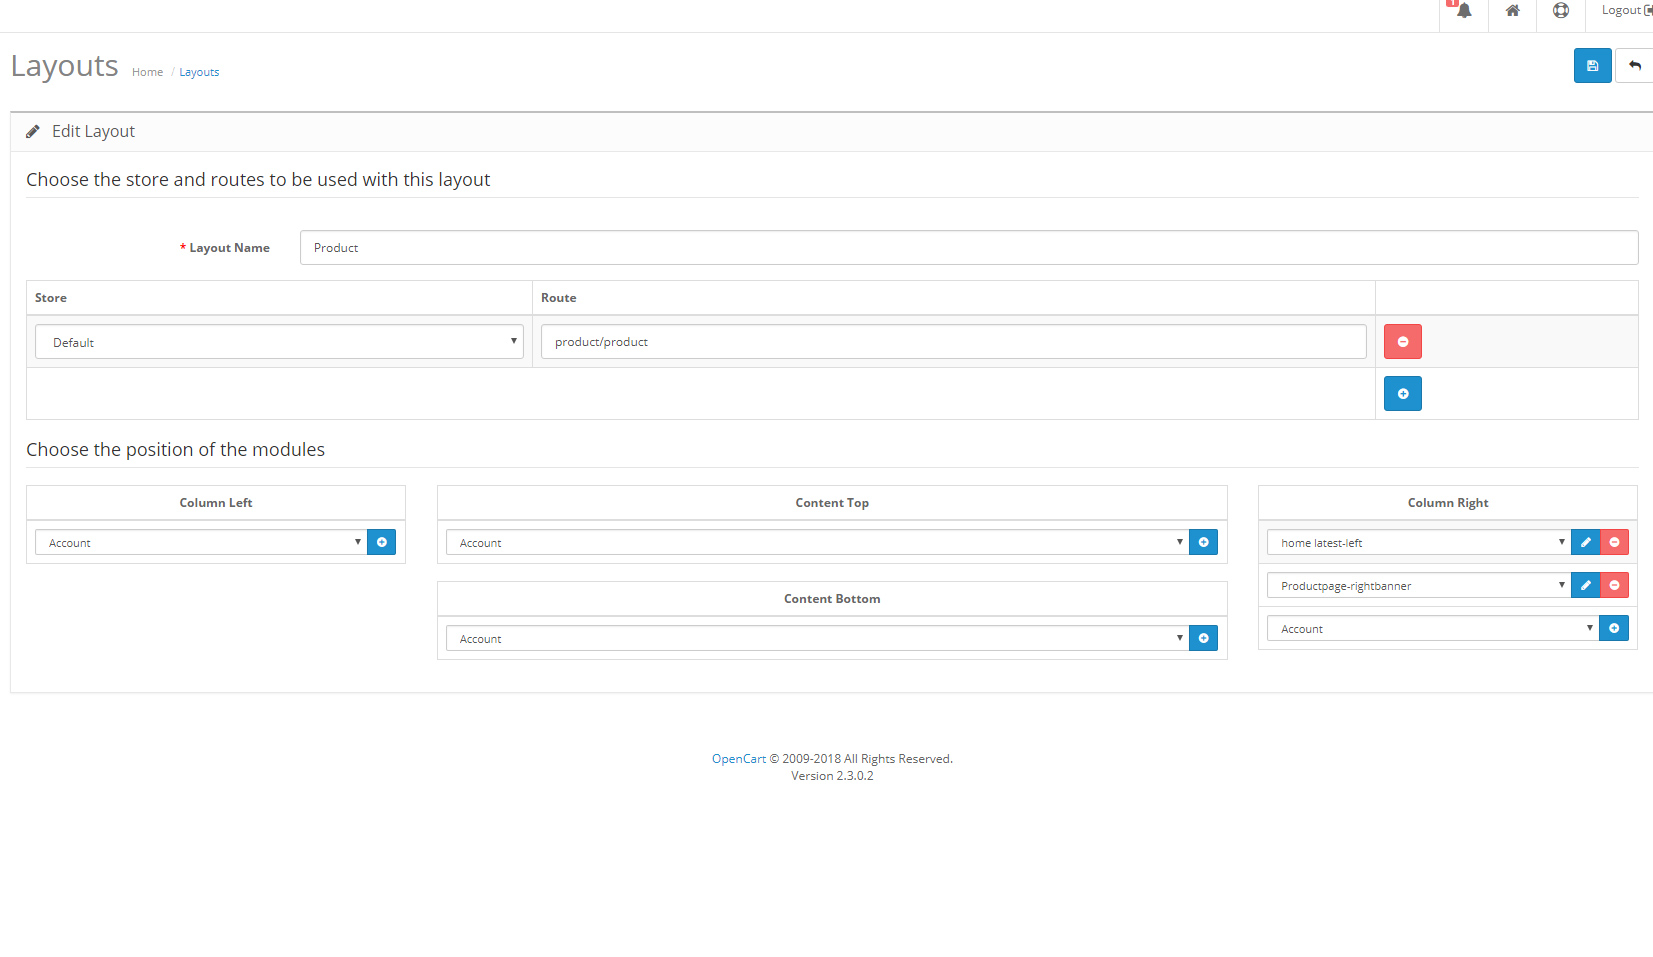 1
Logout
Layouts Home / Layouts
Edit Layout
Choose the store and routes to be used with this layout
* Layout Name Product
Store Route
Default product/product
Choose the position of the modules
Column Left
Account
Content Top
Account
Content Bottom
Account
Column Right
home latest-left
Productpage-rightbanner
Account
OpenCart © 2009-2018 All Rights Reserved.
Version 2.3.0.2